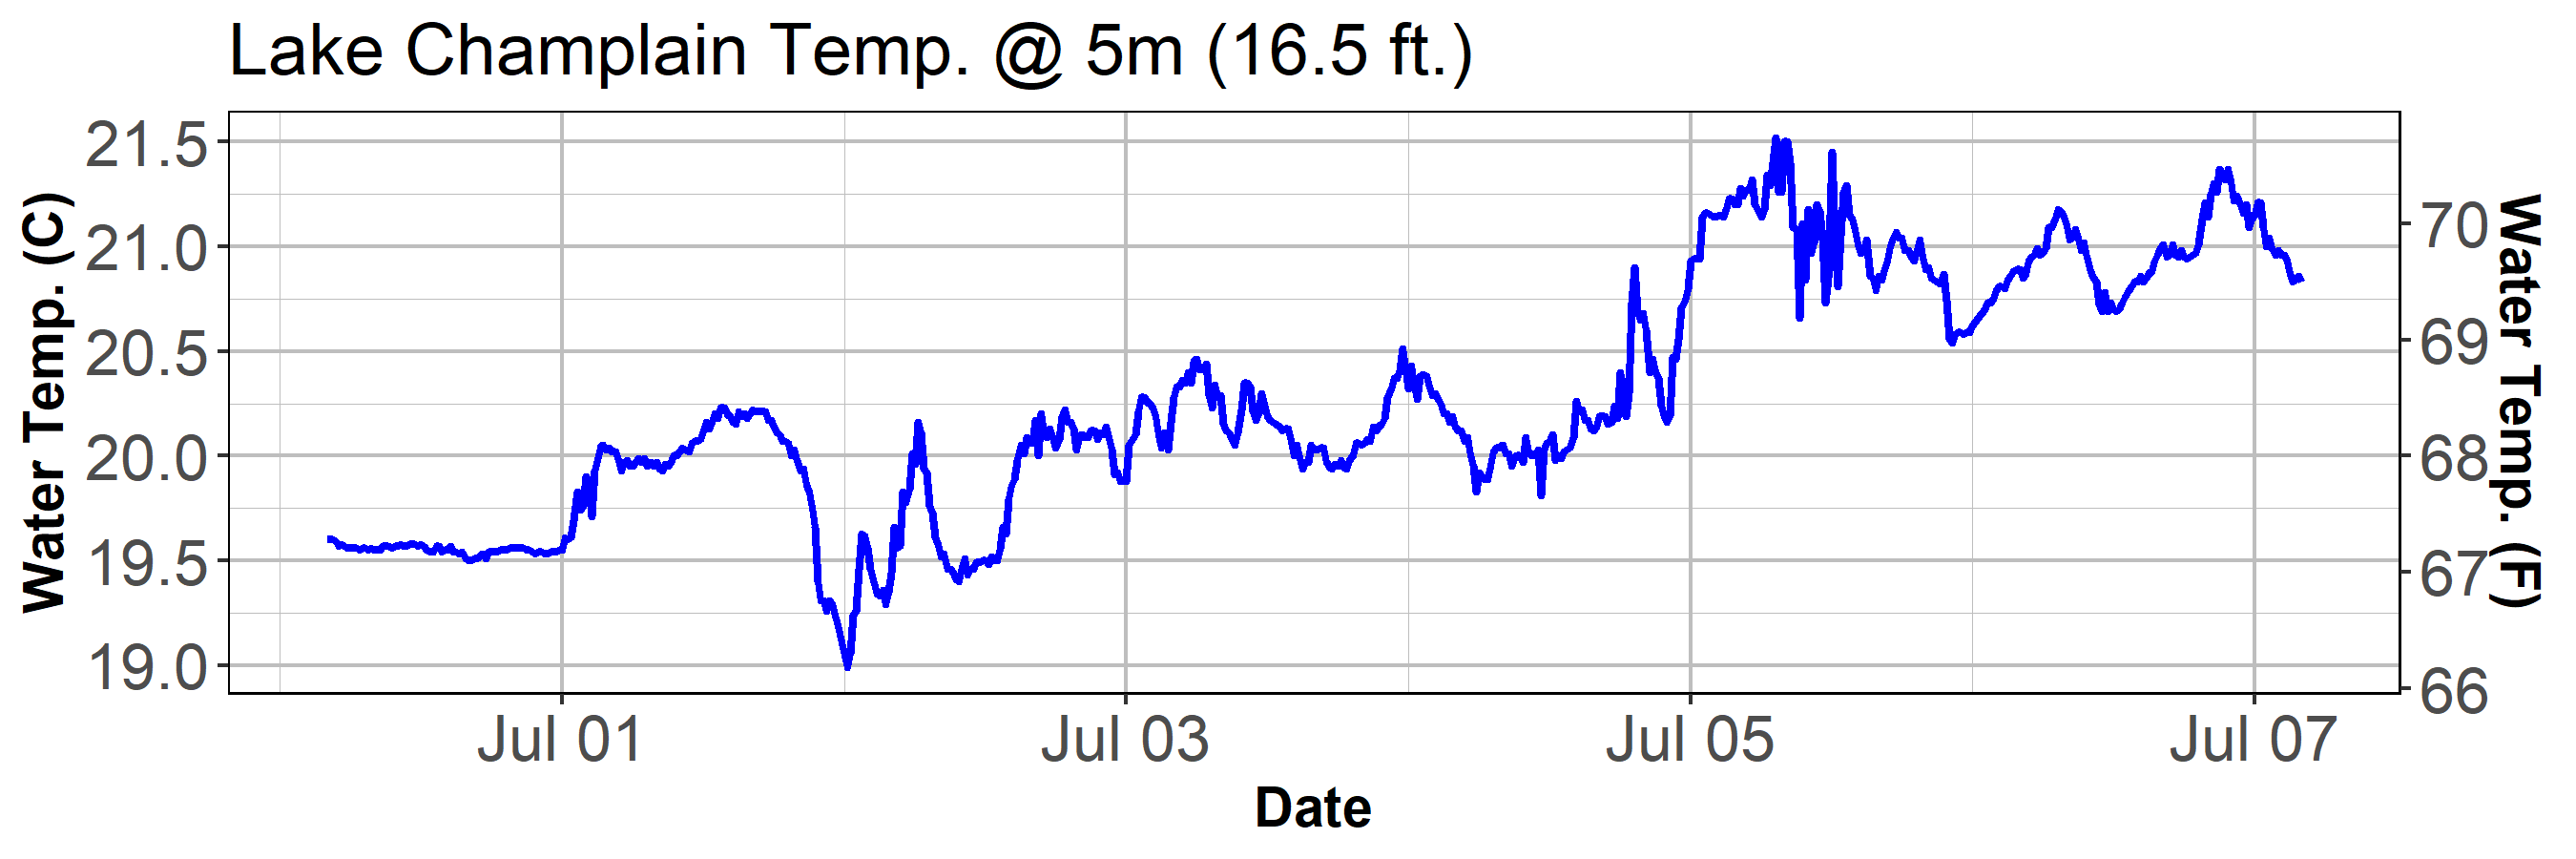 Lake Champlain Temp. @ 5m (16.5 ft.)
Water Temp. (C)
21.5
21.0
20.5
20.0
19.5
19.0
70
69
68
67
66
Water Temp. (F)
Jul 01 Jul 03 Jul 05 Jul 07
Date